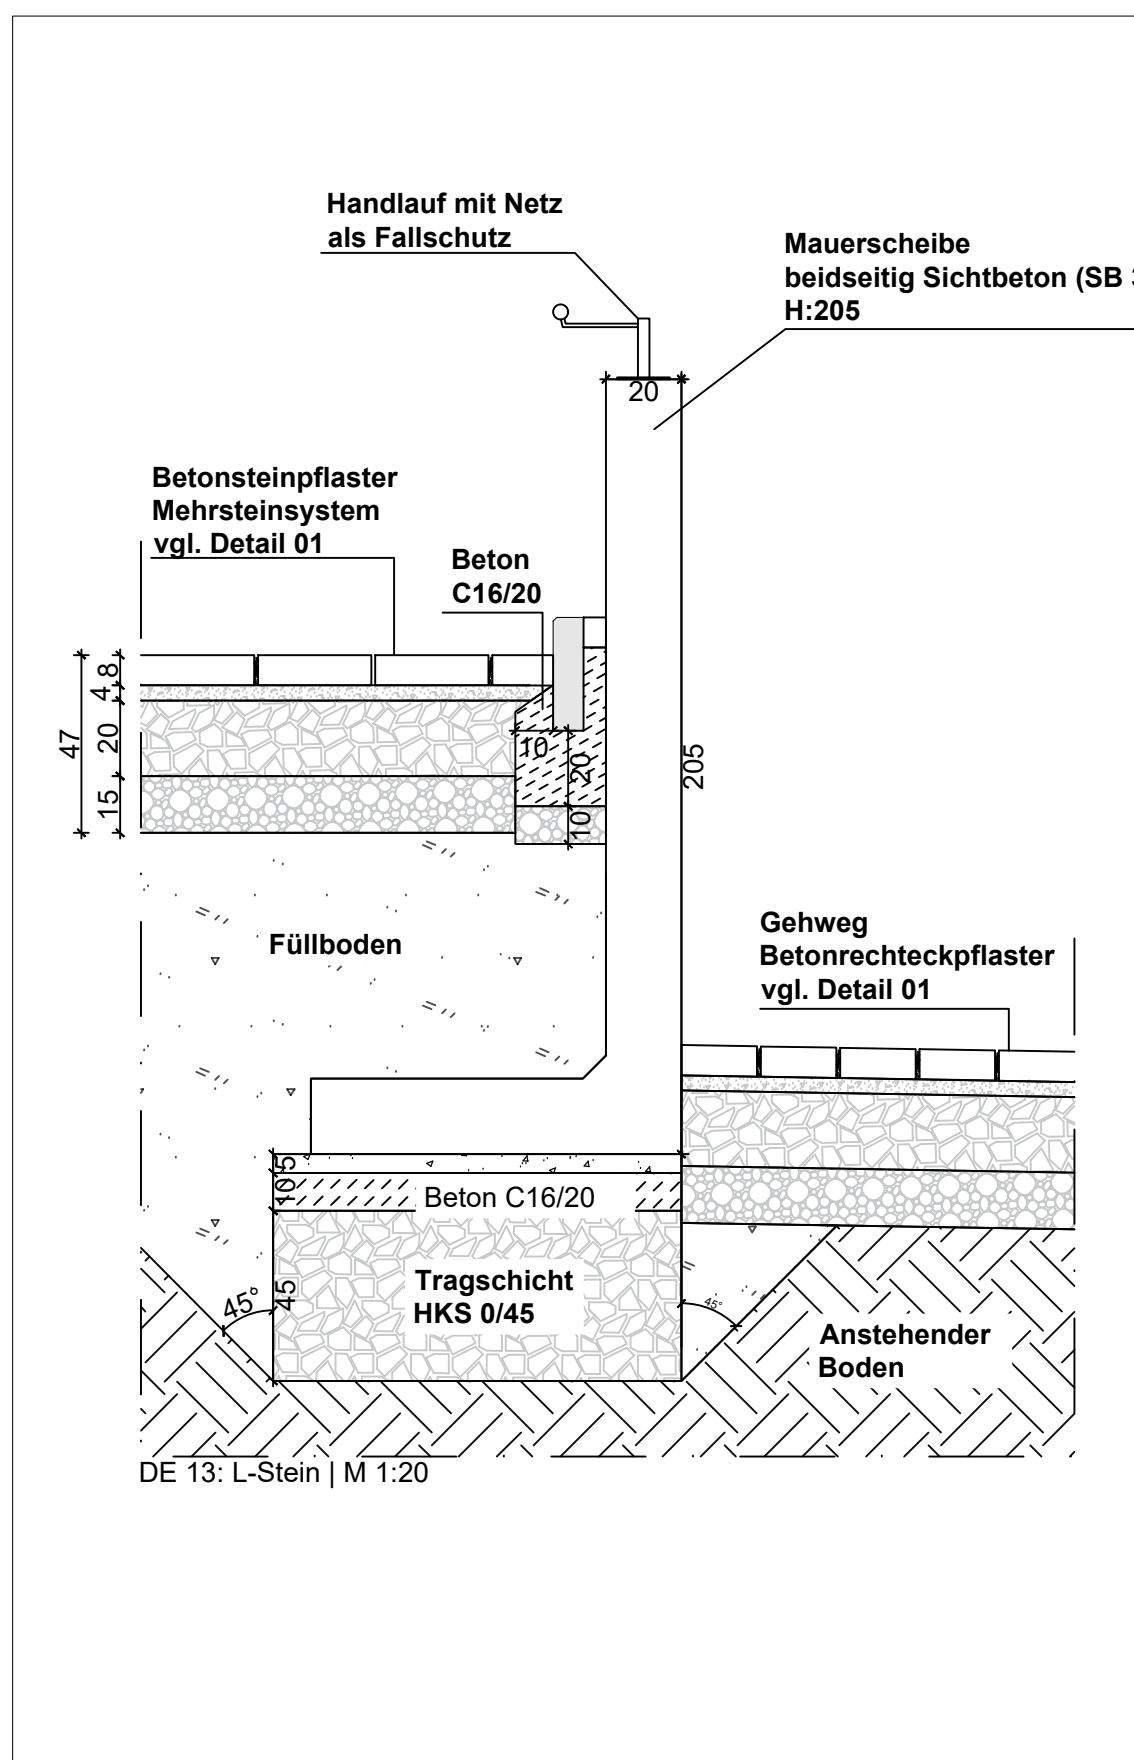 Handlauf mit Netz
als Fallschutz
Mauerscheibe
beidseitig Sichtbeton (SB
H:205
20
Betonsteinpflaster
Mehrsteinsystem
vgl. Detail 01
Beton
C16/20
8
4
20
15
47
10
20
10
205
Füllboden
Gehweg
Betonrechteckpflaster
vgl. Detail 01
5
10
Beton C16/20
45
45°
Tragschicht
HKS 0/45
45°
Anstehender
Boden
DE 13: L-Stein | M 1:20